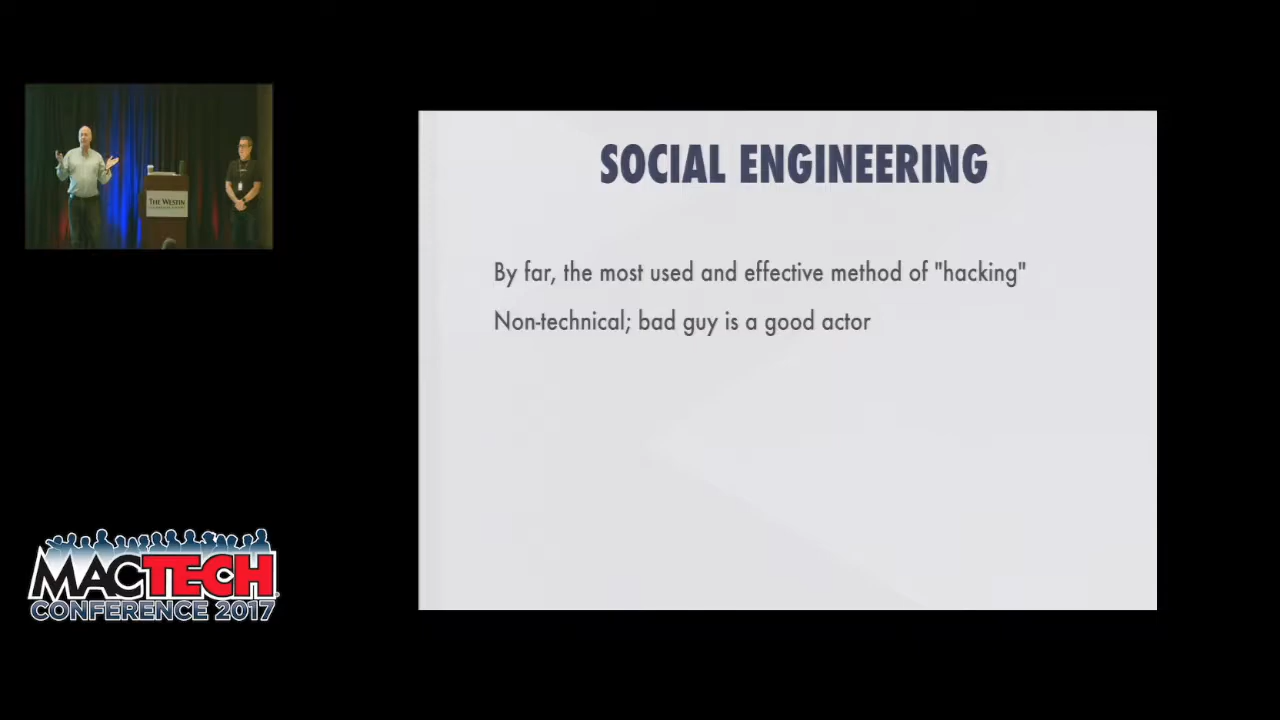 SOCIAL ENGINEERING
By far, the most used and effective method of "hacking"
Non-technical; bad guy is a good actor
THE WESTIN
MACTECH
CONFERENCE 2017